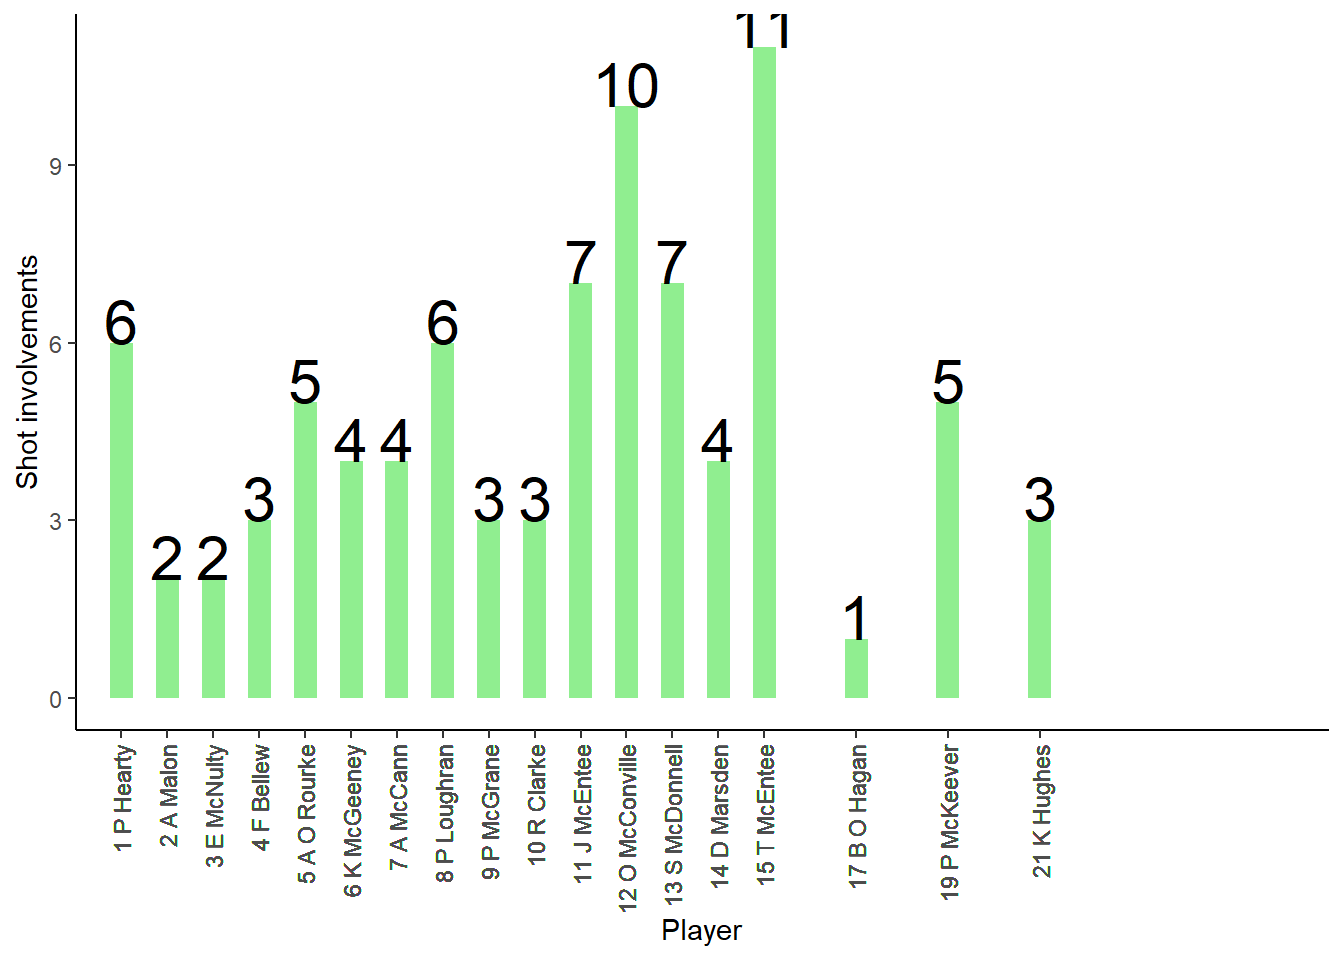 11
10
9
7
7
6
6
5
5
4
4
4
3
3
3
3
2
2
1
9
6
3
0
Shot involvements
1 P Hearty
2 A Malon
3 E McNulty
4 F Bellew
5 A O Rourke
6 K McGeeney
7 A McCann
8 P Loughran
9 P McGrane
10 R Clarke
11 J McEntee
12 O McConville
13 S McDonnell
14 D Marsden
15 T McEntee
17 B O Hagan
19 P McKeever
21 K Hughes
Player